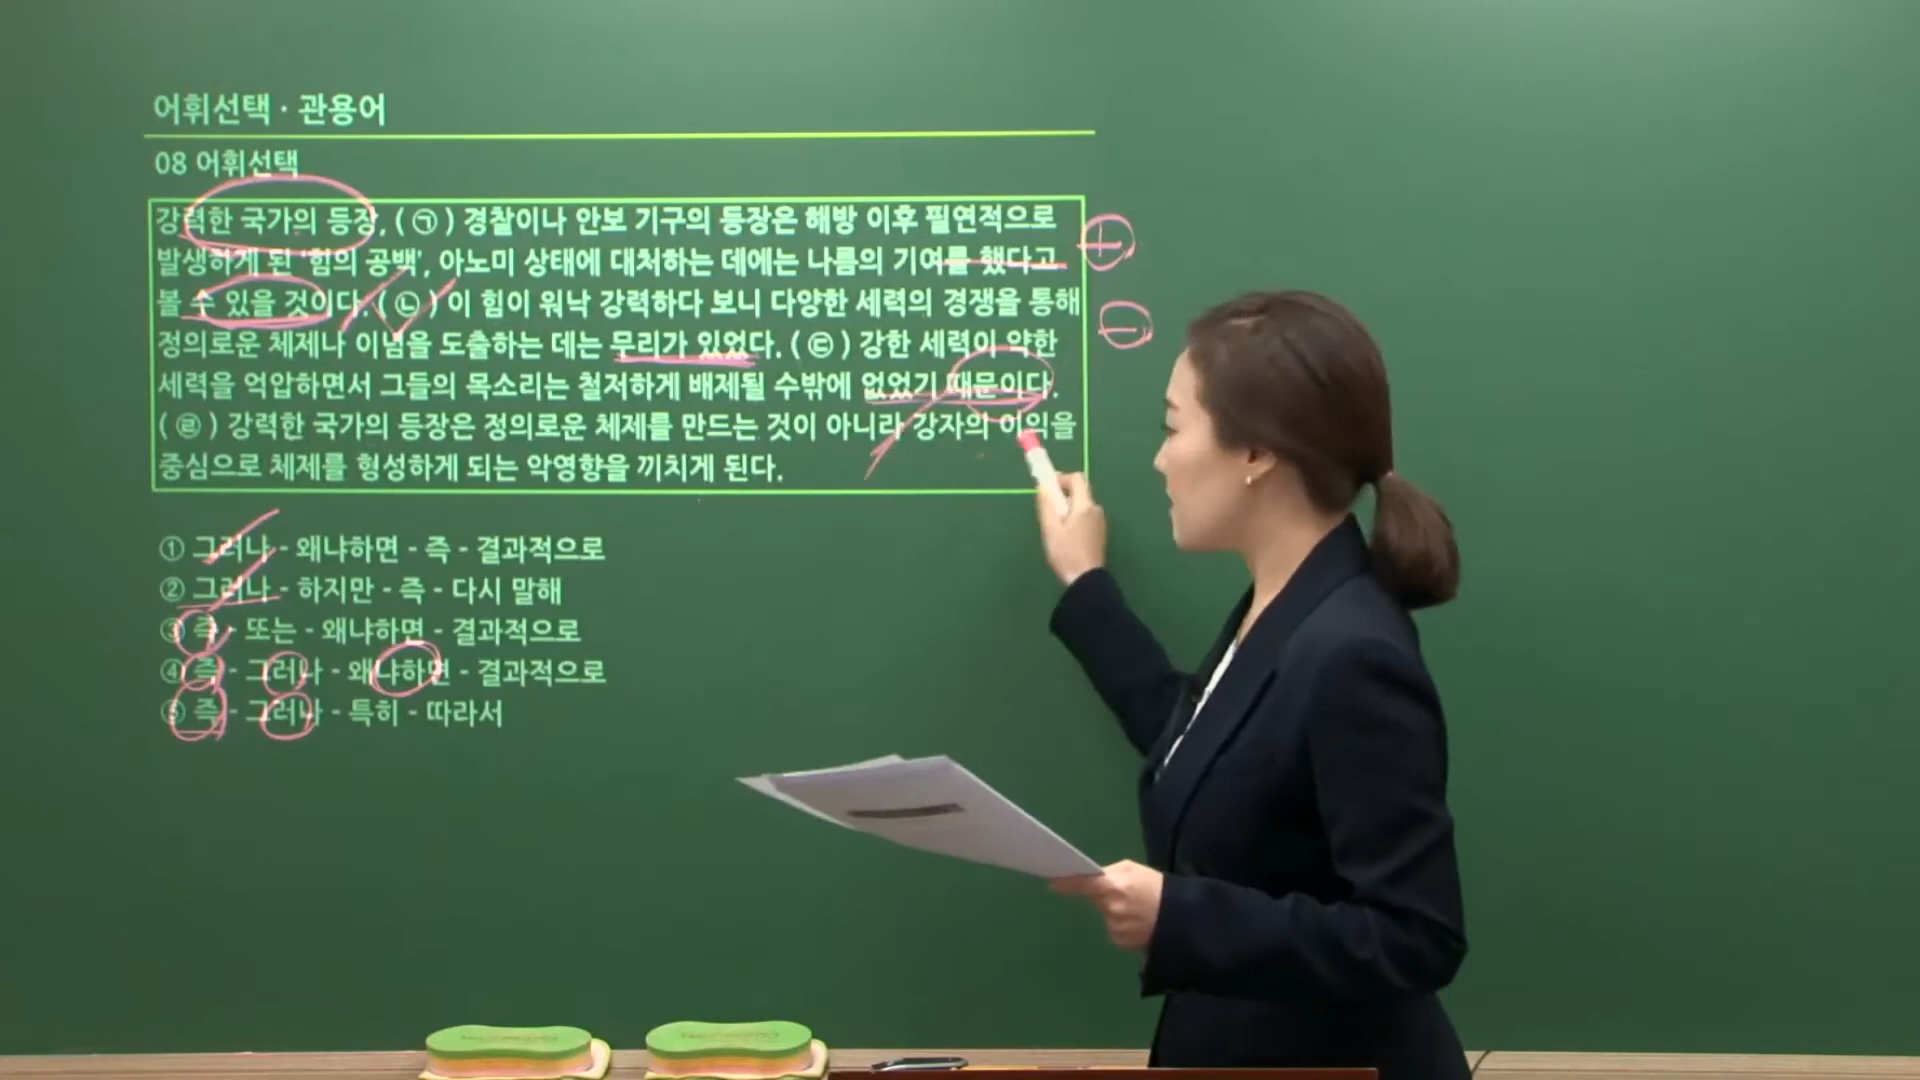 어휘선택 · 관용어
08 어휘선택
강력한 국가의 등장, ( ㉠ ) 경찰이나 안보 기구의 등장은 해방 이후 필연적으로
발생하게 된 '힘의 공백', 아노미 상태에 대처하는 데에는 나름의 기여를 했다고
볼 수 있을 것이다. ( ㉡ ) 이 힘이 워낙 강력하다 보니 다양한 세력의 경쟁을 통해
정의로운 체제나 이념을 도출하는 데는 무리가 있었다. ( ㉢ ) 강한 세력이 약한
세력을 억압하면서 그들의 목소리는 철저하게 배제될 수밖에 없었기 때문이다.
( ㉣ ) 강력한 국가의 등장은 정의로운 체제를 만드는 것이 아니라 강자의 이익을
중심으로 체제를 형성하게 되는 악영향을 끼치게 된다.
⊕
⊖
① 그러나 - 왜냐하면 - 즉 - 결과적으로
② 그러나 - 하지만 - 즉 - 다시 말해
③ 즉 - 또는 - 왜냐하면 - 결과적으로
④ 즉 - 그러나 - 왜냐하면 - 결과적으로
⑤ 즉 - 그러나 - 특히 - 따라서